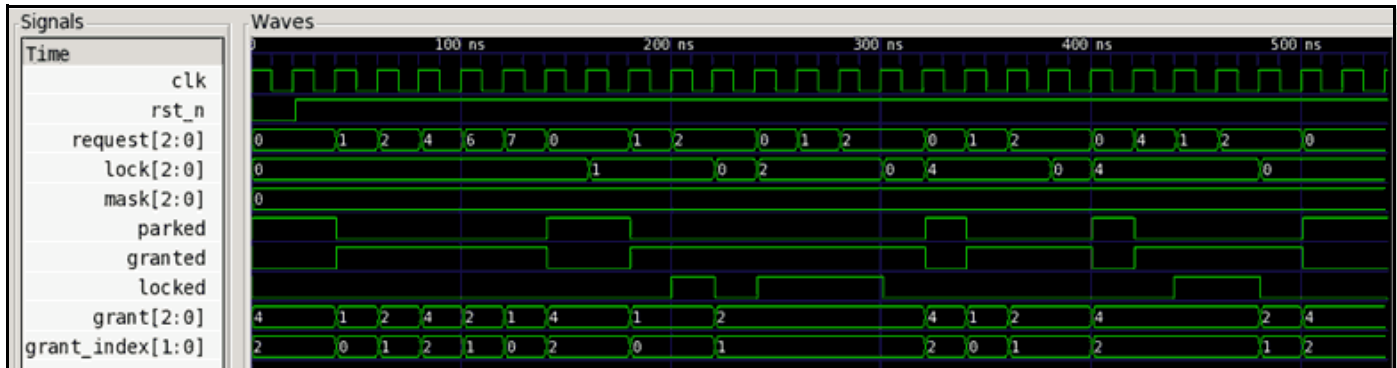 Signals Waves
Time 0 100 ns 200 ns 300 ns 400 ns 500 ns
clk
rst_n
request[2:0] 0 1 2 4 6 7 0 1 2 0 1 2 0 1 2 0 4 1 2 0
lock[2:0] 0 1 0 2 0 4 0 4 0
mask[2:0] 0
parked
granted
locked
grant[2:0] 4 1 2 4 2 1 4 1 2 4 1 2 4 2 4
grant_index[1:0] 2 0 1 2 1 0 2 0 1 2 0 1 2 1 2